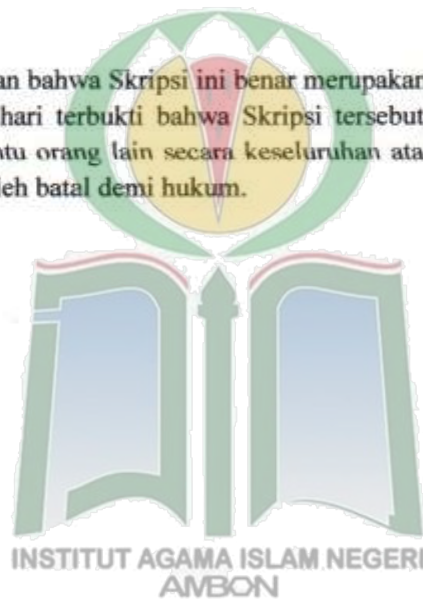 an bahwa Skripsi ini benar merupakan
hari terbukti bahwa Skripsi tersebut
ntu orang lain secara keseluruhan ata
leh batal demi hukum.
INSTITUT AGAMA ISLAM NEGERI
AMBON